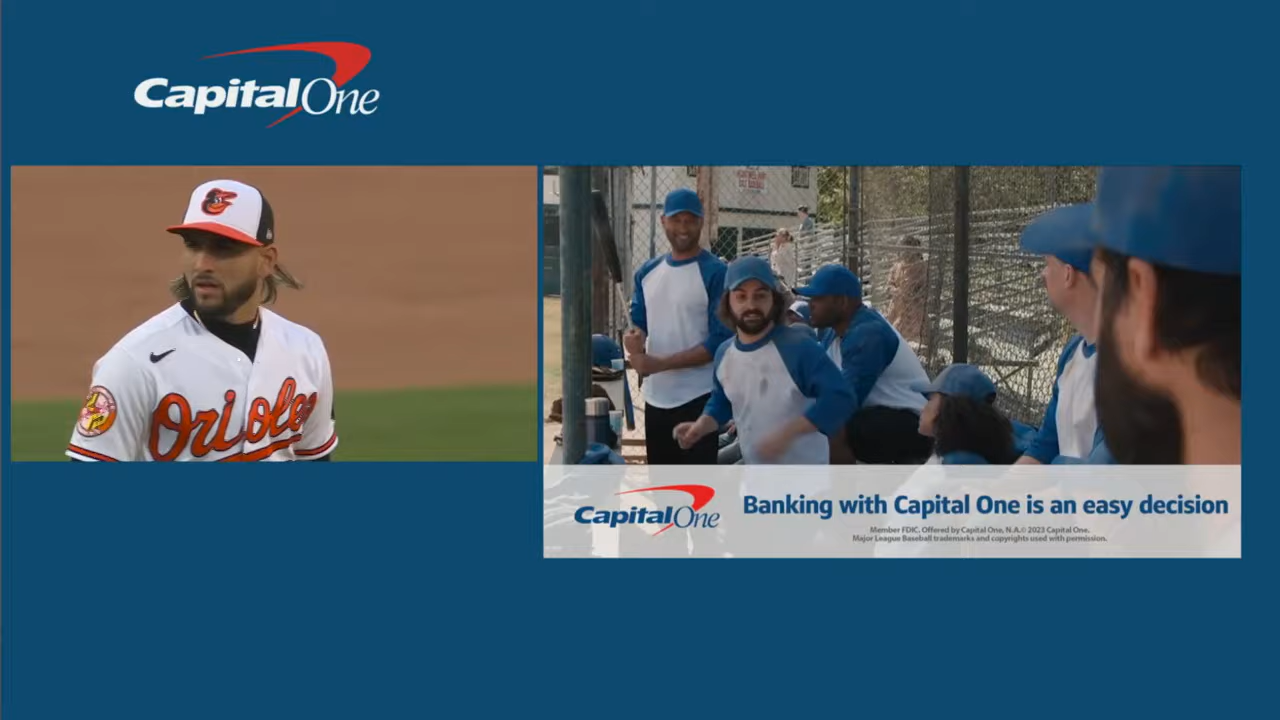 Capital One
Orioles
Capital One
Banking with Capital One is an easy decision
Member FDIC. Offered by Capital One, N.A.© 2023 Capital One.
Major League Baseball trademarks and copyrights used with permission.